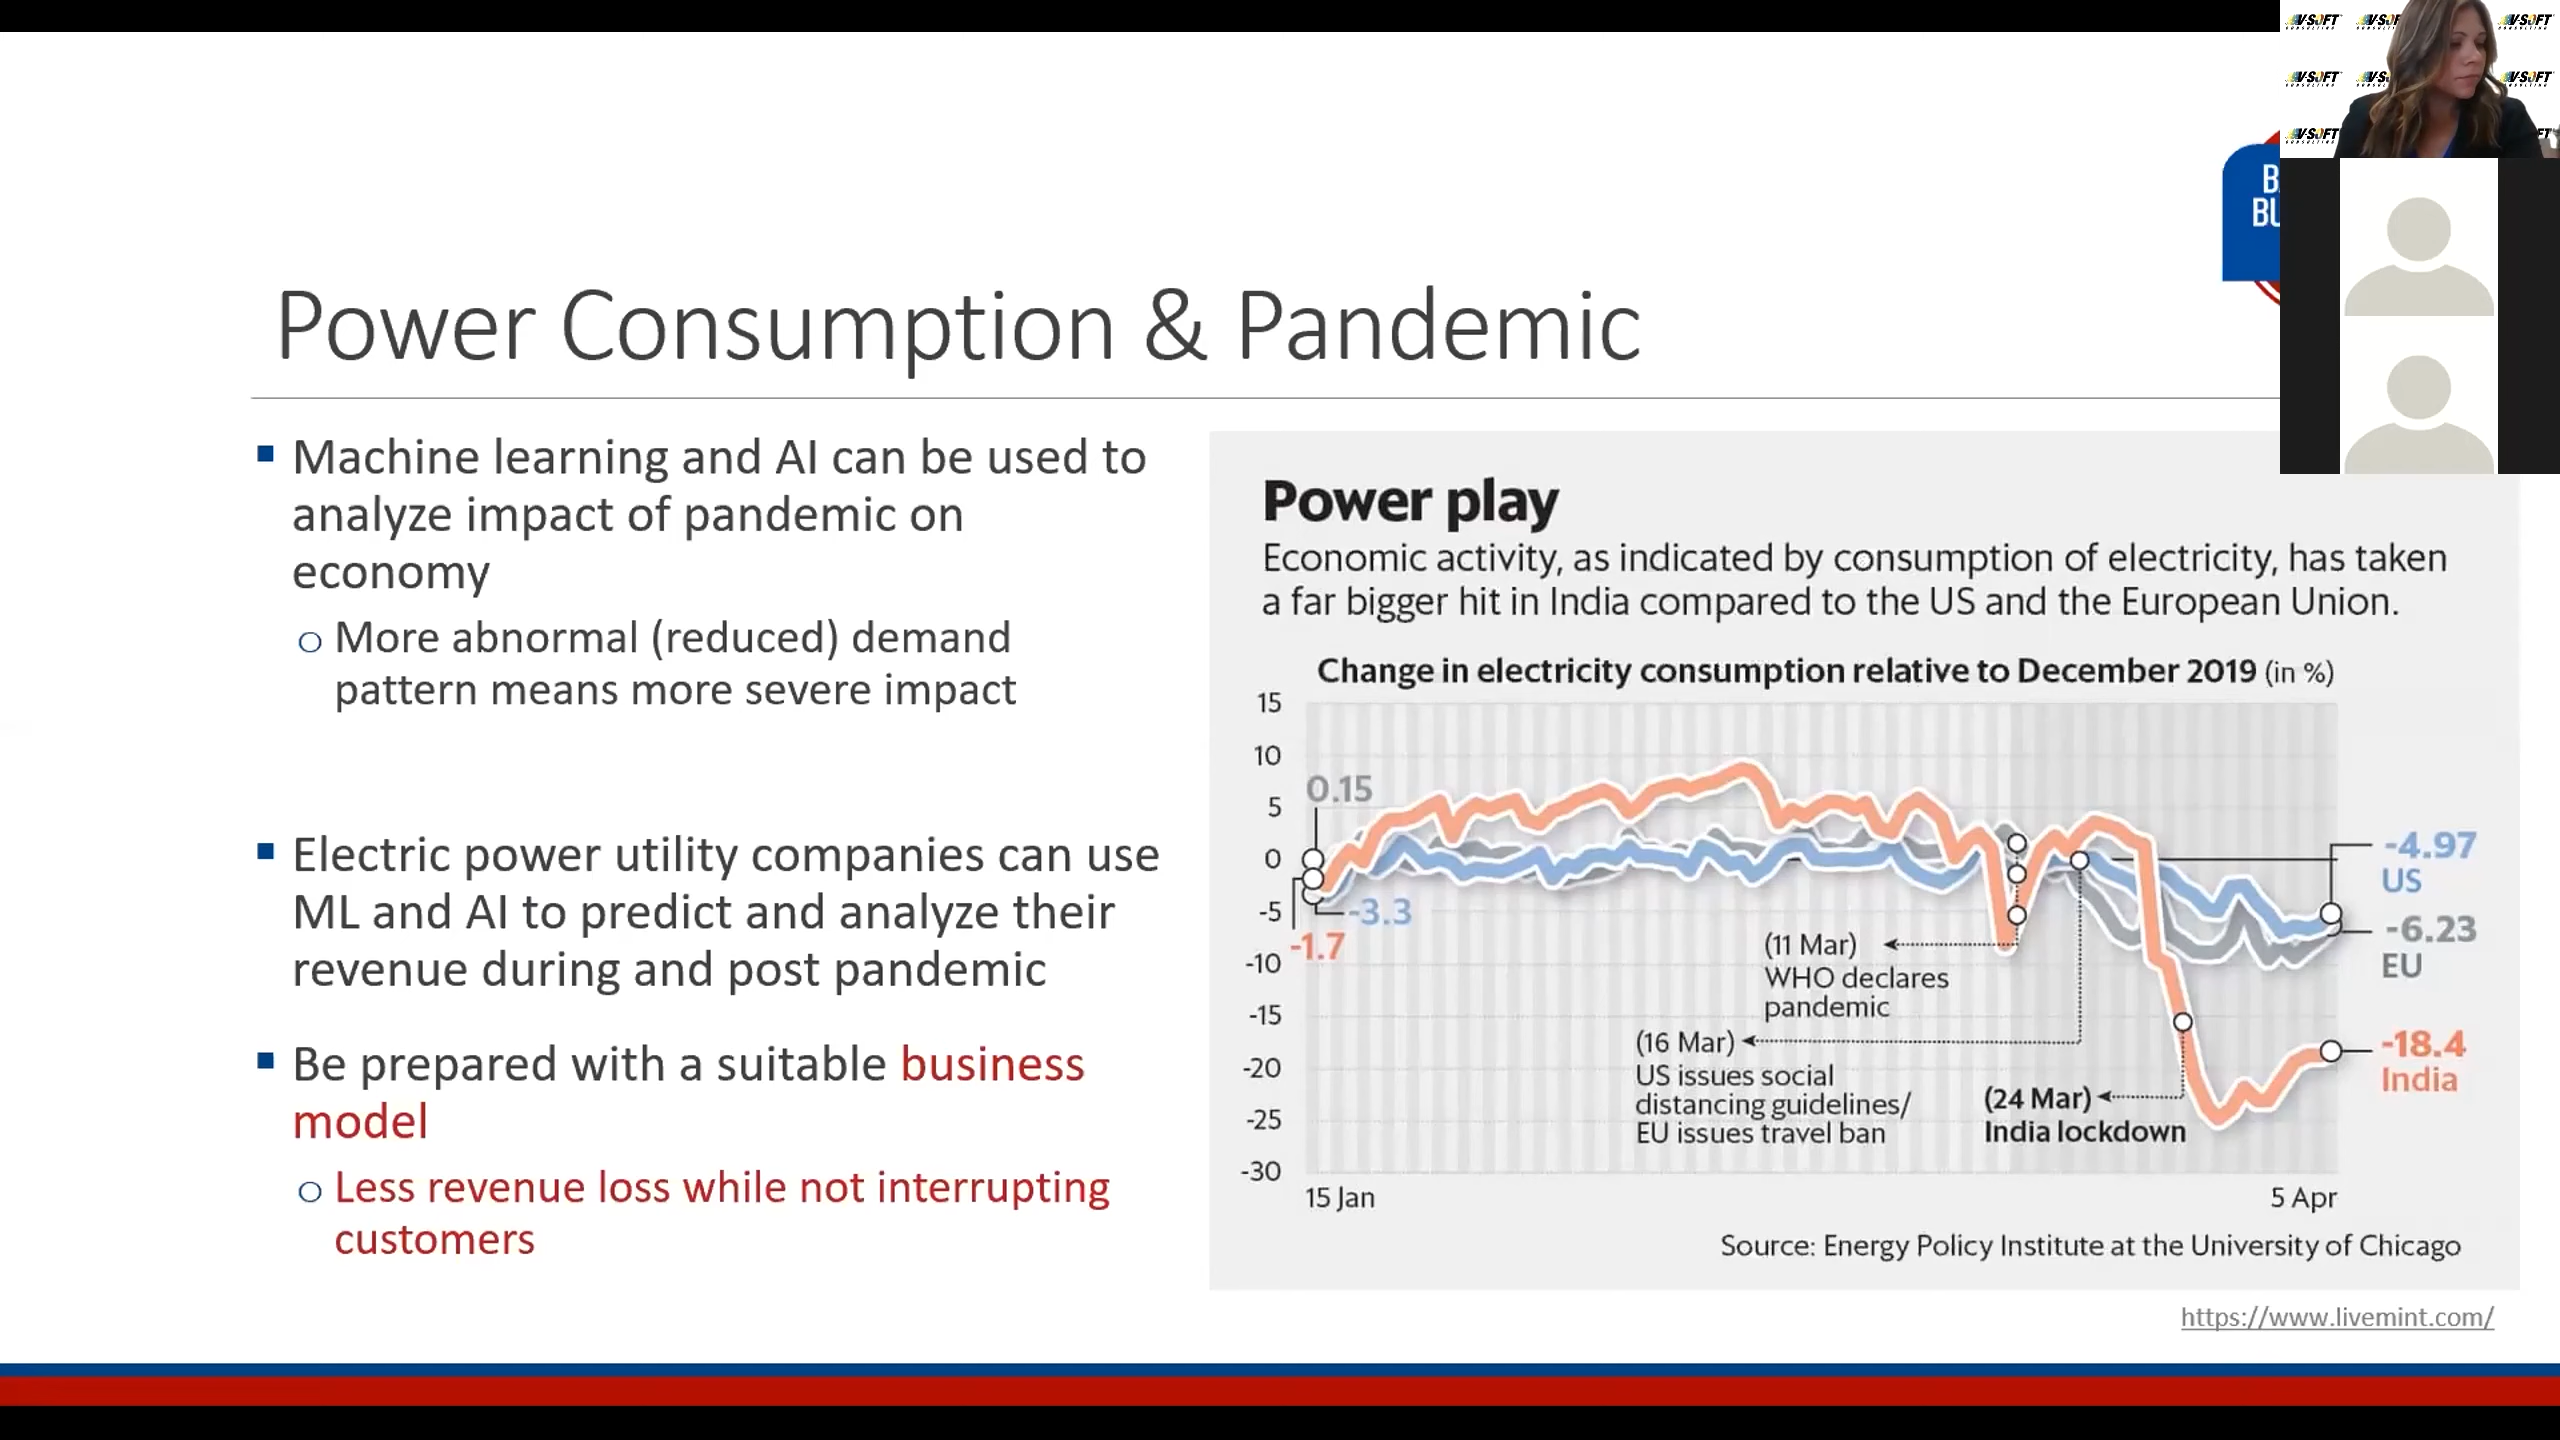 V-SOFT
CONSULTING
Power Consumption & Pandemic
Machine learning and AI can be used to
analyze impact of pandemic on
economy
More abnormal (reduced) demand
pattern means more severe impact
Electric power utility companies can use
ML and AI to predict and analyze their
revenue during and post pandemic
Be prepared with a suitable business
model
Less revenue loss while not interrupting
customers
Power play
Economic activity, as indicated by consumption of electricity, has taken
a far bigger hit in India compared to the US and the European Union.
Change in electricity consumption relative to December 2019 (in %)
15
10
5
0
-5
-10
-15
-20
-25
-30
0.15
-3.3
-1.7
(11 Mar)
WHO declares
pandemic
(16 Mar)
US issues social
distancing guidelines/
EU issues travel ban
(24 Mar)
India lockdown
-4.97
US
-6.23
EU
-18.4
India
15 Jan
5 Apr
Source: Energy Policy Institute at the University of Chicago
https://www.livemint.com/